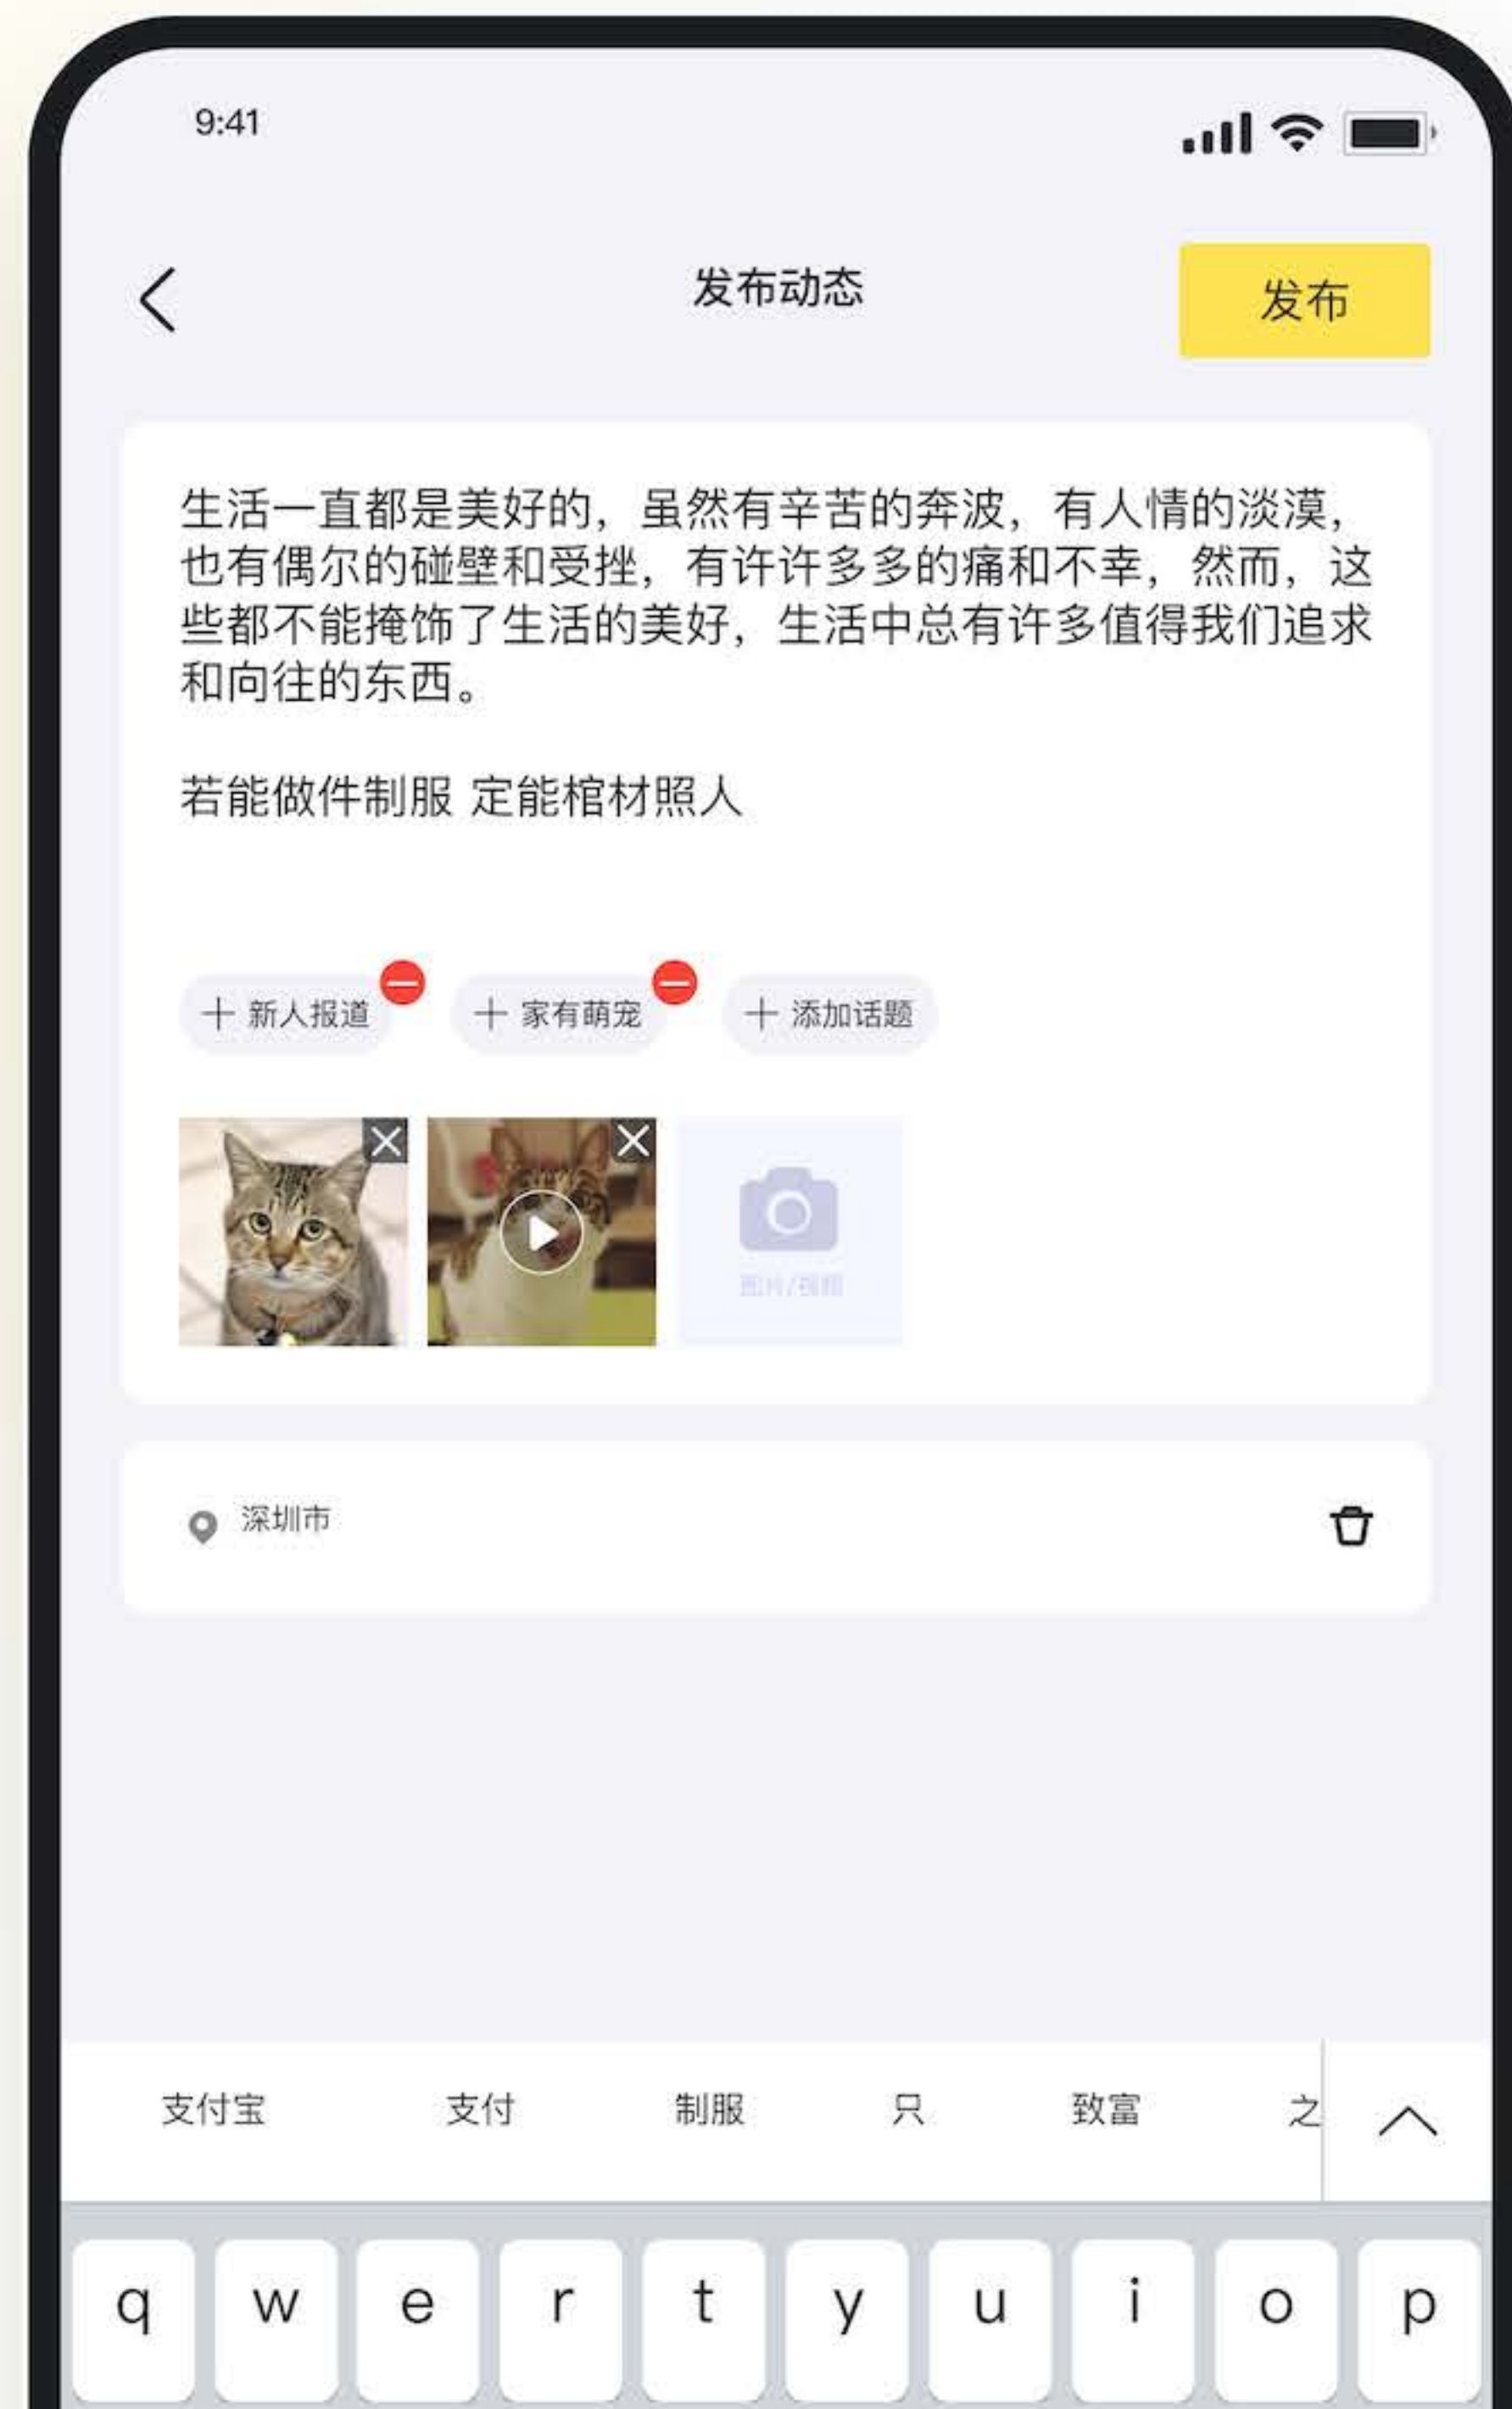 9:41
发布动态
发布
生活一直都是美好的，虽然有辛苦的奔波，有人情的淡漠，
也有偶尔的碰壁和受挫，有许许多多的痛和不幸，然而，这
些都不能掩饰了生活的美好，生活中总有许多值得我们追求
和向往的东西。
若能做件制服 定能棺材照人
新人报道
家有萌宠
添加话题
图片/视频
深圳市
支付宝 支付 制服 只 致富 之
q w e r t y u i o p